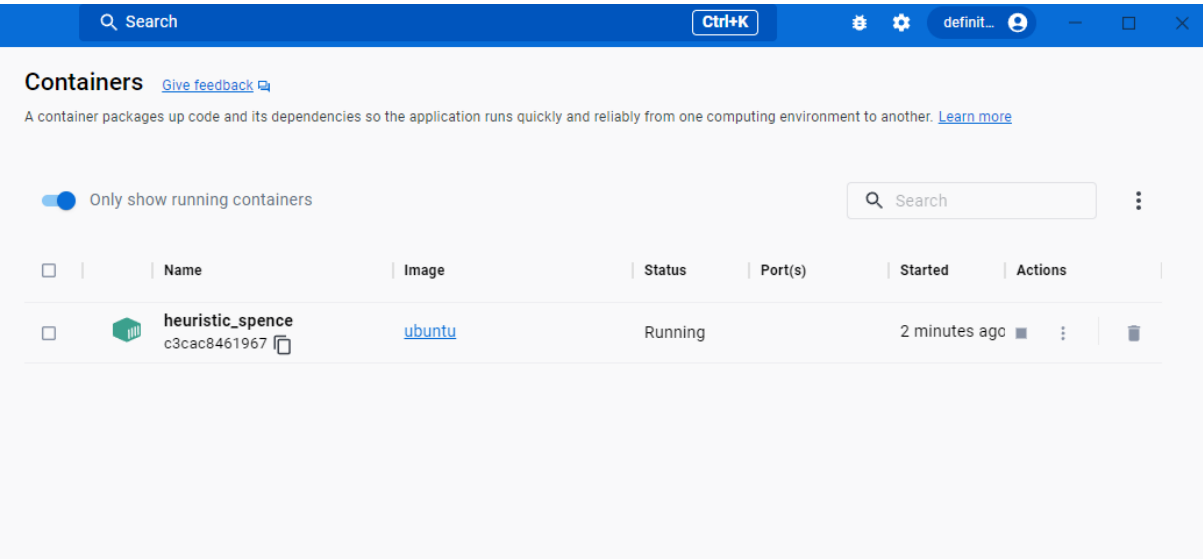 Search Ctrl+K definit...
Containers Give feedback
A container packages up code and its dependencies so the application runs quickly and reliably from one computing environment to another. Learn more
Only show running containers Search
Name Image Status Port(s) Started Actions
heuristic_spence ubuntu Running 2 minutes ago
c3cac8461967